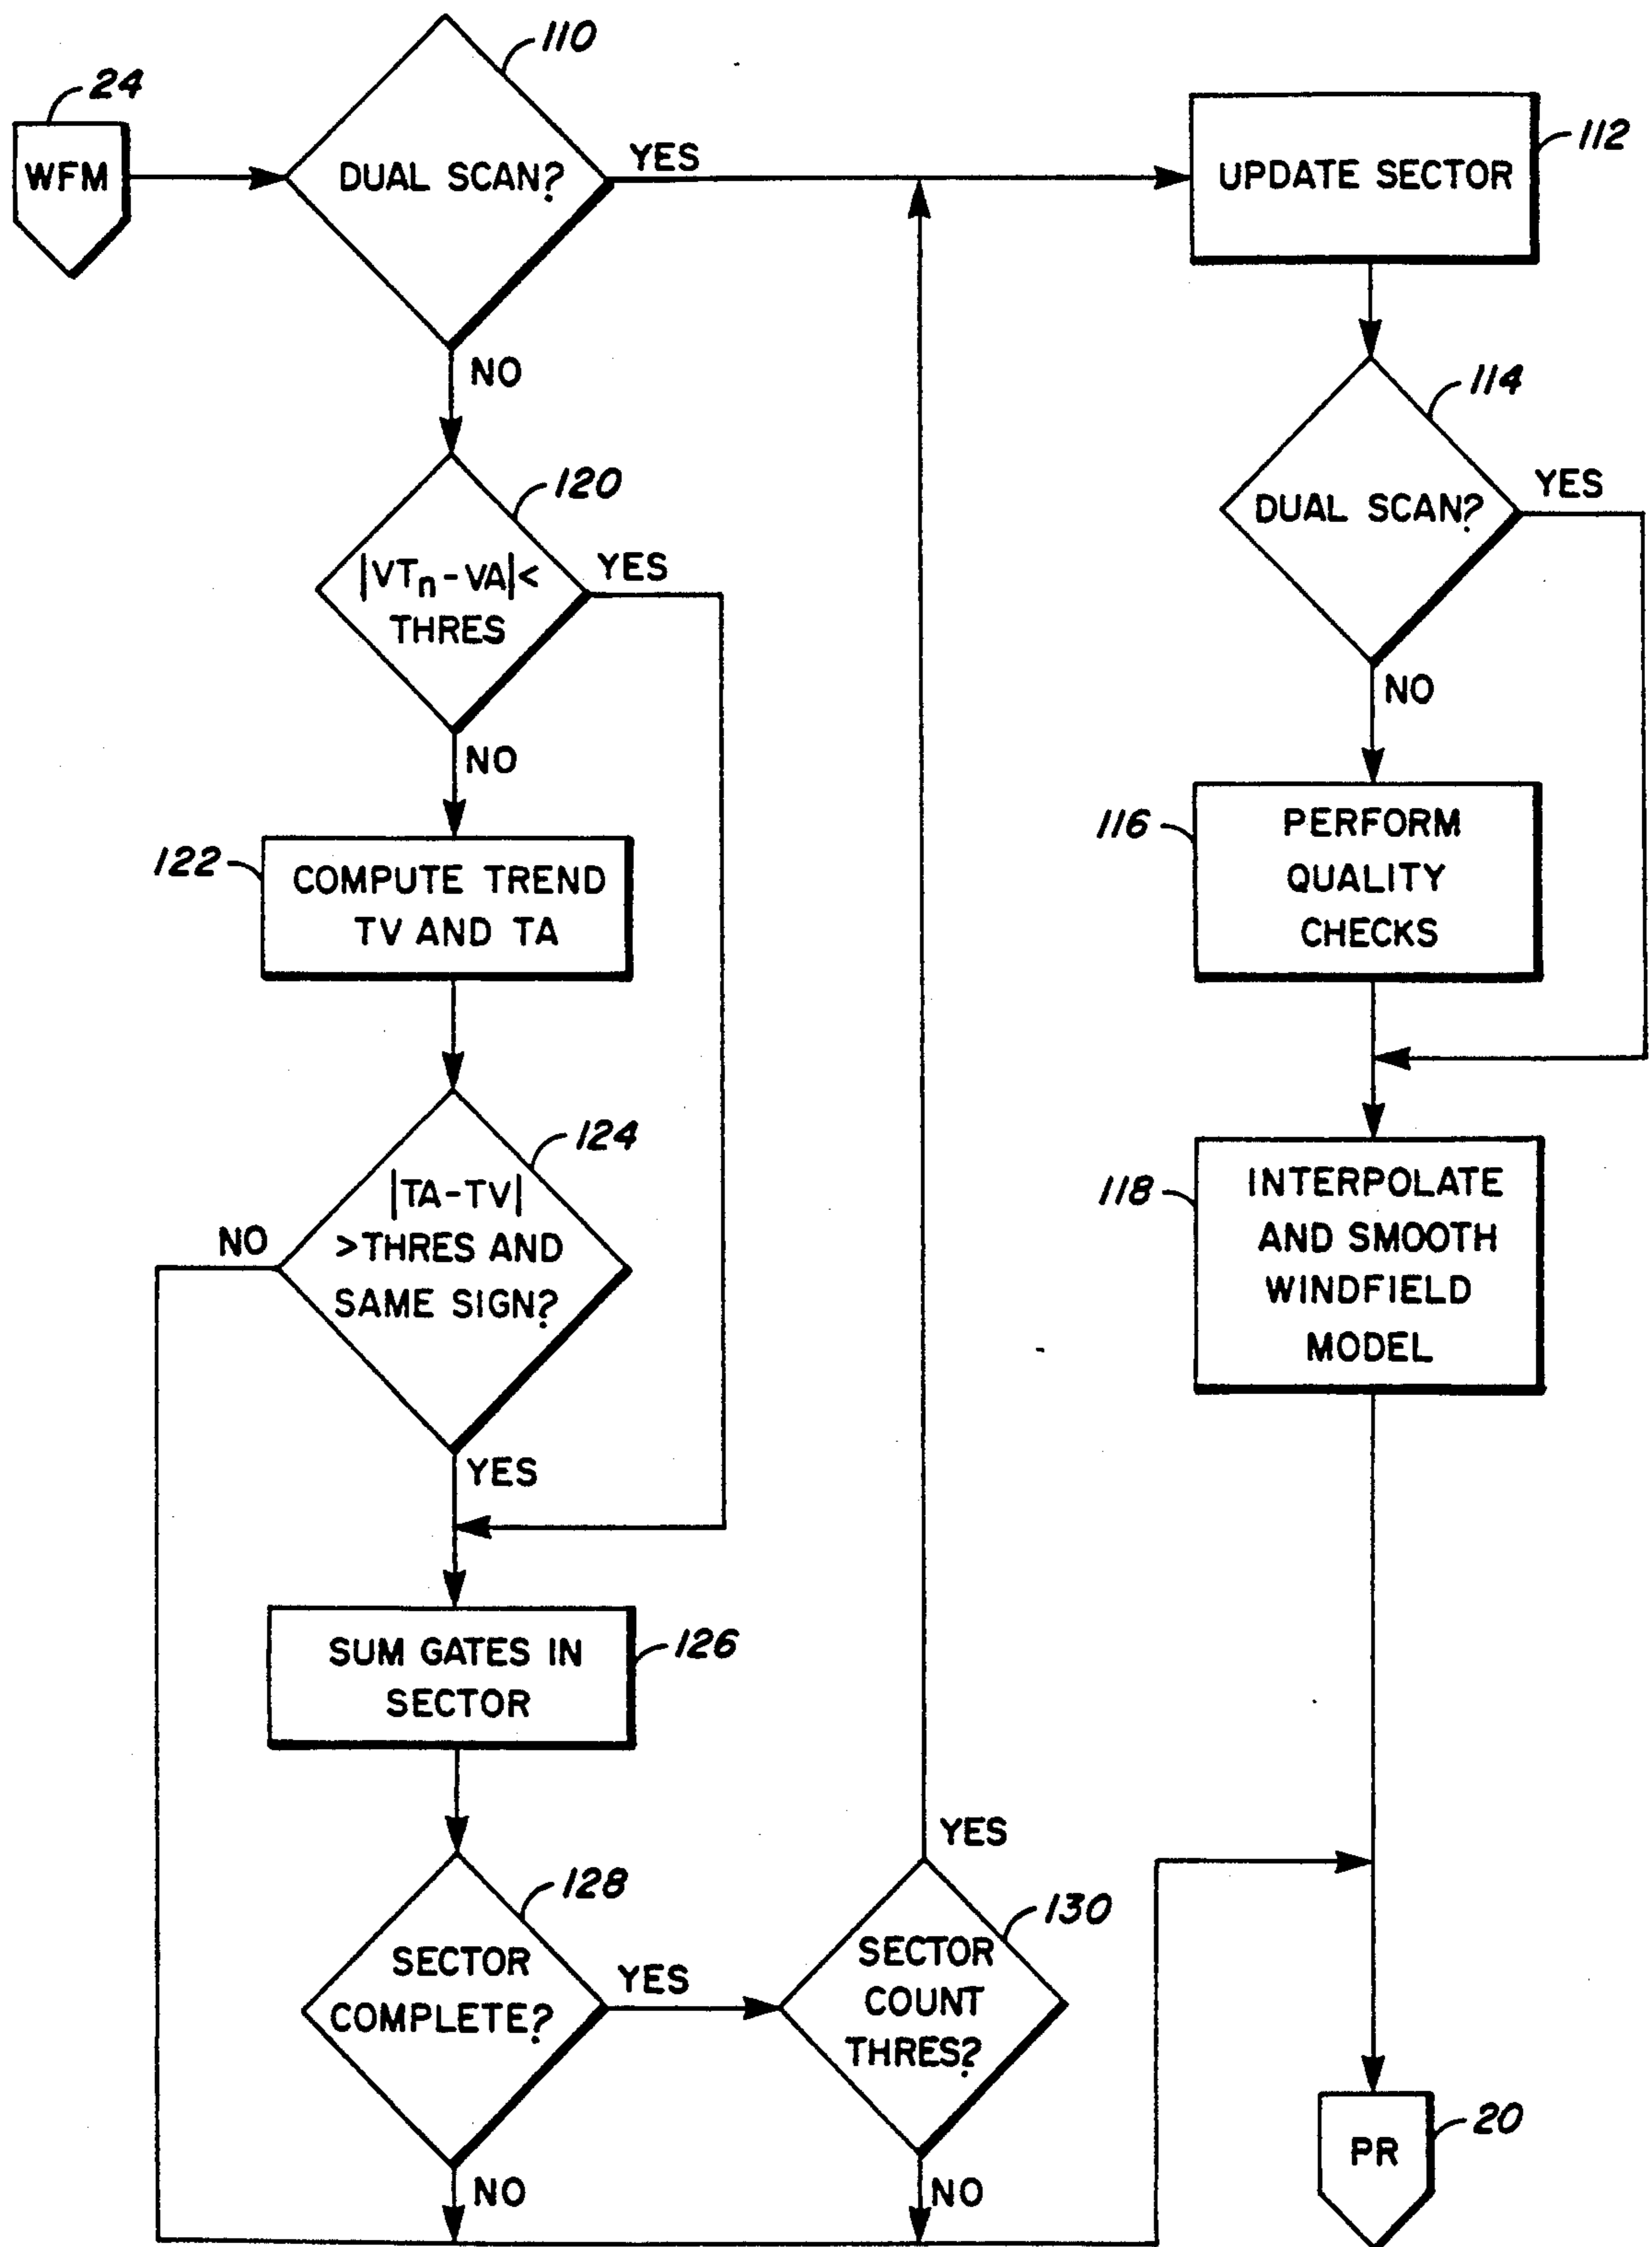 24
WFM
110
DUAL SCAN?
YES
NO
112
UPDATE SECTOR
114
DUAL SCAN?
YES
NO
116
PERFORM
QUALITY
CHECKS
118
INTERPOLATE
AND SMOOTH
WINDFIELD
MODEL
120
|VTn-VA|<
THRES
YES
NO
122
COMPUTE TREND
TV AND TA
124
|TA-TV|
>THRES AND
SAME SIGN?
NO
YES
126
SUM GATES IN
SECTOR
128
SECTOR
COMPLETE?
YES
NO
130
SECTOR
COUNT
THRES?
YES
NO
20
PR